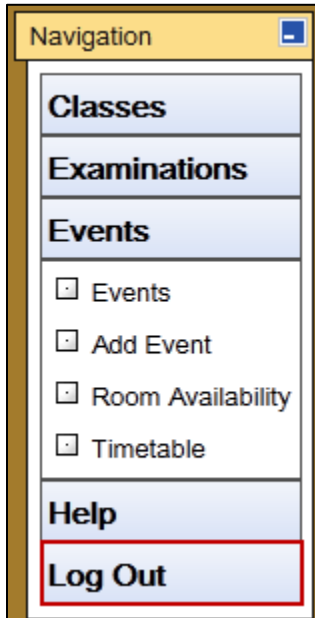 Navigation
Classes
Examinations
Events
Events
Add Event
Room Availability
Timetable
Help
Log Out